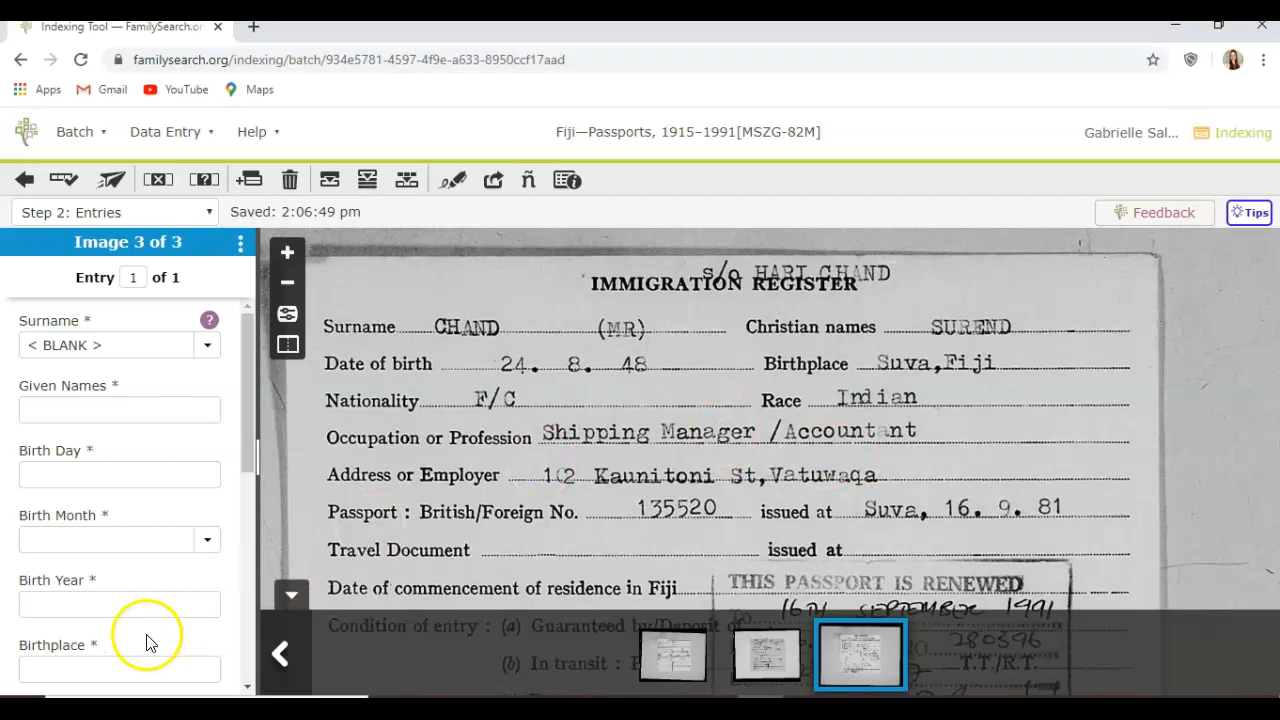 Indexing Tool — FamilySearch.or
familysearch.org/indexing/batch/934e5781-4597-4f9e-a633-8950ccf17aad
Apps Gmail YouTube Maps
Batch Data Entry Help Fiji—Passports, 1915–1991[MSZG-82M] Gabrielle Sal... Indexing
Step 2: Entries Saved: 2:06:49 pm Feedback Tips
Image 3 of 3
Entry 1 of 1
Surname *
< BLANK >
Given Names *
Birth Day *
Birth Month *
Birth Year *
Birthplace *
s/o HARI CHAND
IMMIGRATION REGISTER
Surname CHAND (MR) Christian names SUREND
Date of birth 24. 8. 48 Birthplace Suva,Fiji
Nationality F/C Race Indian
Occupation or Profession Shipping Manager /Accountant
Address or Employer 102 Kaunitoni St,Vatuwaqa
Passport : British/Foreign No. 135520 issued at Suva, 16. 9. 81
Travel Document issued at
THIS PASSPORT IS RENEWED
Date of commencement of residence in Fiji
To 16TH SEPTEMBER 1991
Condition of entry : (a) Guaranteed by/Deposit of
280596
(b) In transit :
T.T/R.T.